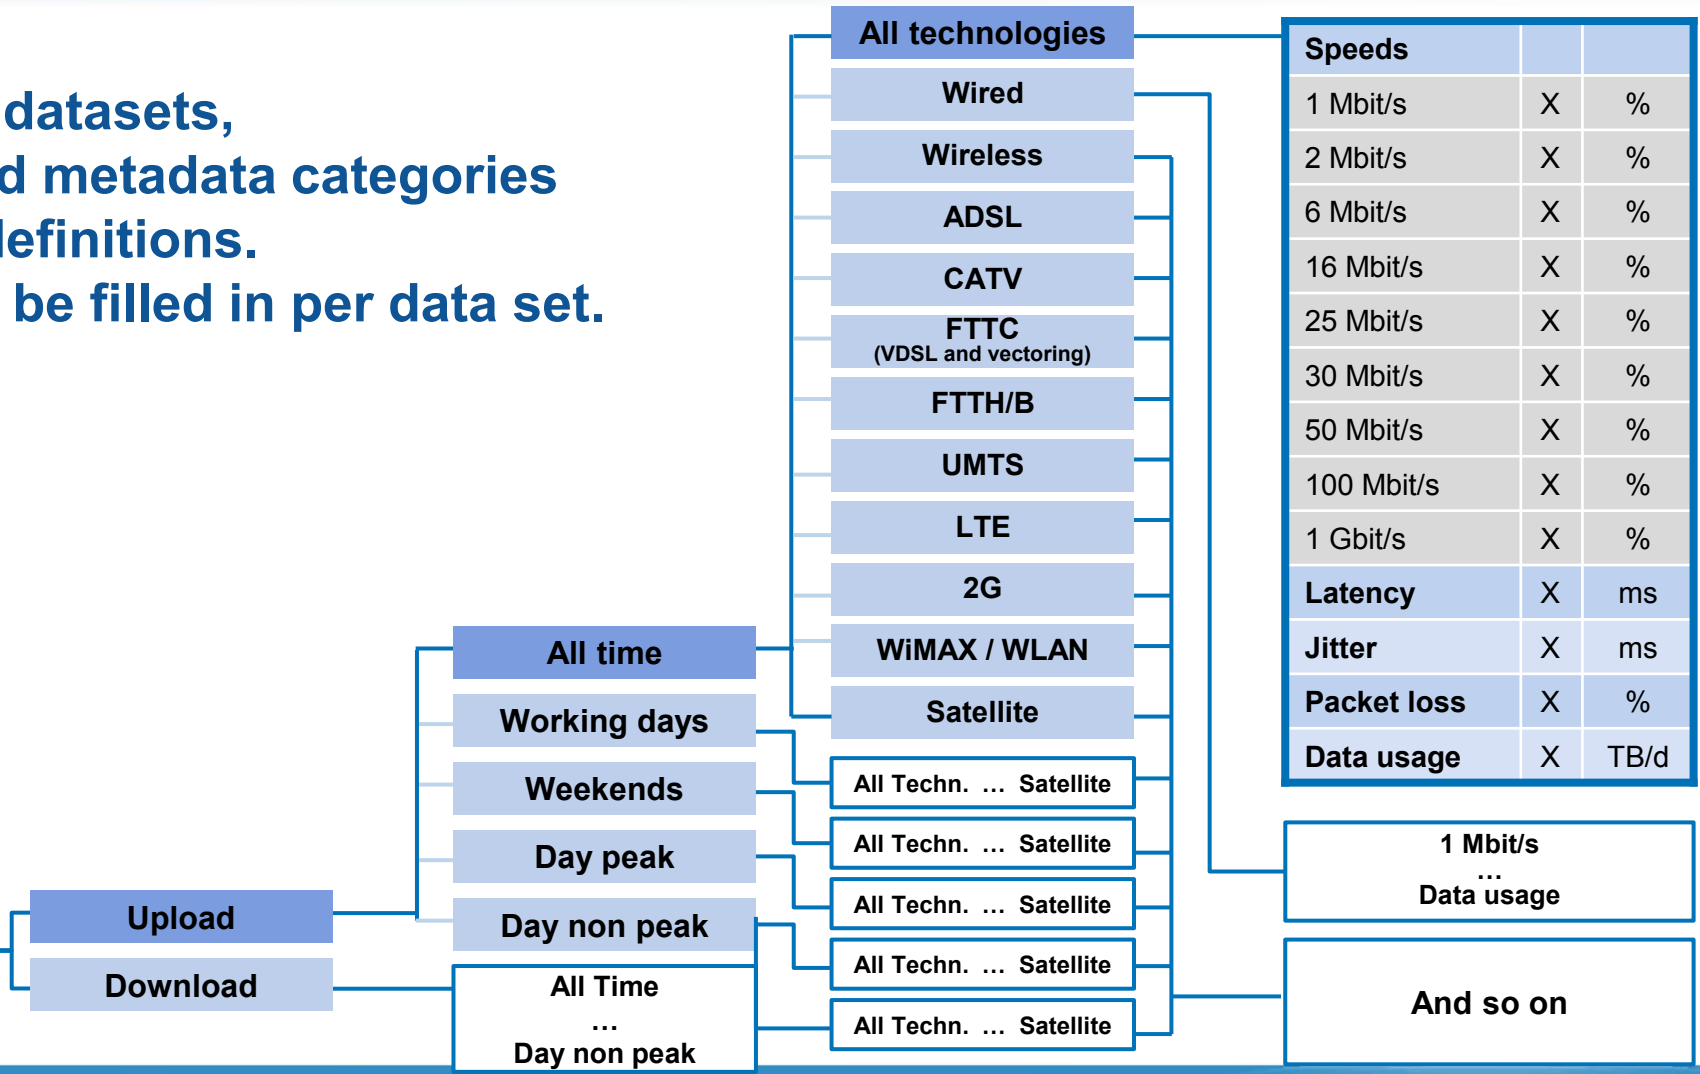 datasets,
d metadata categories
definitions.
be filled in per data set.
Upload
Download
All time
Working days
Weekends
Day peak
Day non peak
All Time
…
Day non peak
All technologies
Wired
Wireless
ADSL
CATV
FTTC
(VDSL and vectoring)
FTTH/B
UMTS
LTE
2G
WiMAX / WLAN
Satellite
All Techn. … Satellite
All Techn. … Satellite
All Techn. … Satellite
All Techn. … Satellite
All Techn. … Satellite
Speeds
1 Mbit/s X %
2 Mbit/s X %
6 Mbit/s X %
16 Mbit/s X %
25 Mbit/s X %
30 Mbit/s X %
50 Mbit/s X %
100 Mbit/s X %
1 Gbit/s X %
Latency X ms
Jitter X ms
Packet loss X %
Data usage X TB/d
1 Mbit/s
…
Data usage
And so on